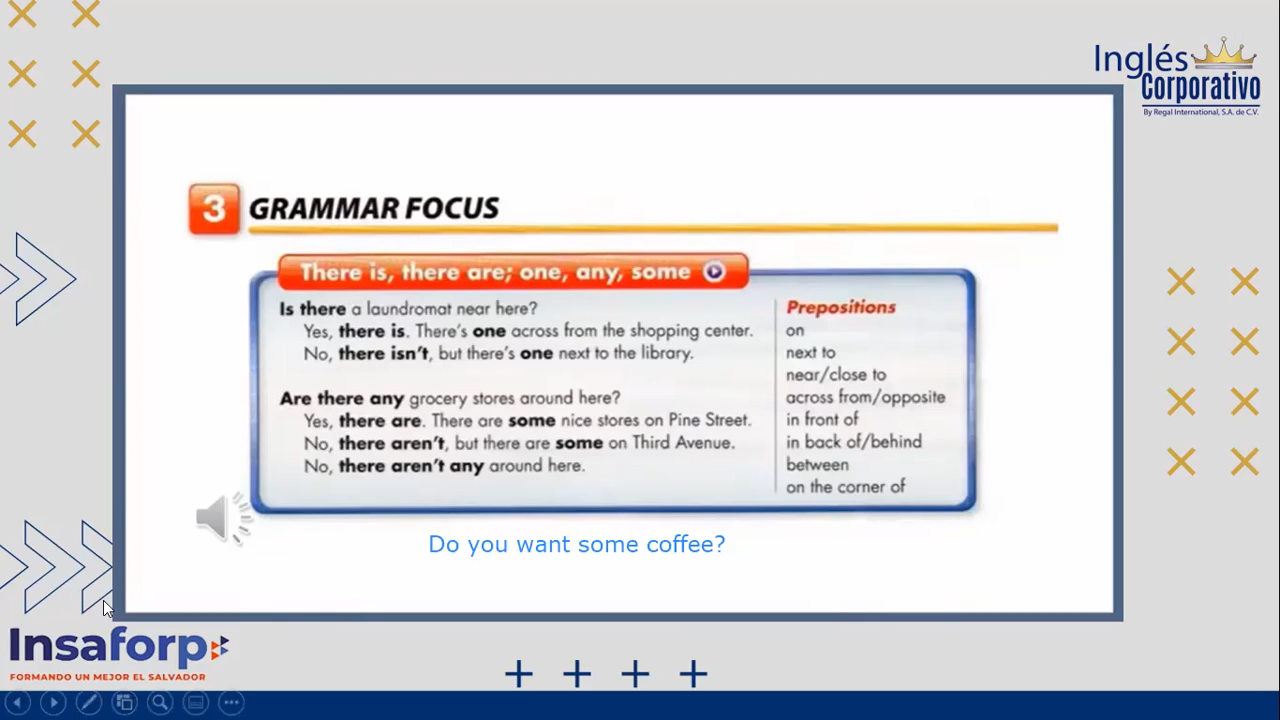 Inglés
Corporativo
By Regal International, S.A. de C.V.
3 GRAMMAR FOCUS
There is, there are; one, any, some
Is there a laundromat near here?
Yes, there is. There's one across from the shopping center.
No, there isn't, but there's one next to the library.
Are there any grocery stores around here?
Yes, there are. There are some nice stores on Pine Street.
No, there aren't, but there are some on Third Avenue.
No, there aren't any around here.
Prepositions
on
next to
near/close to
across from/opposite
in front of
in back of/behind
between
on the corner of
Do you want some coffee?
Insaforp
FORMANDO UN MEJOR EL SALVADOR